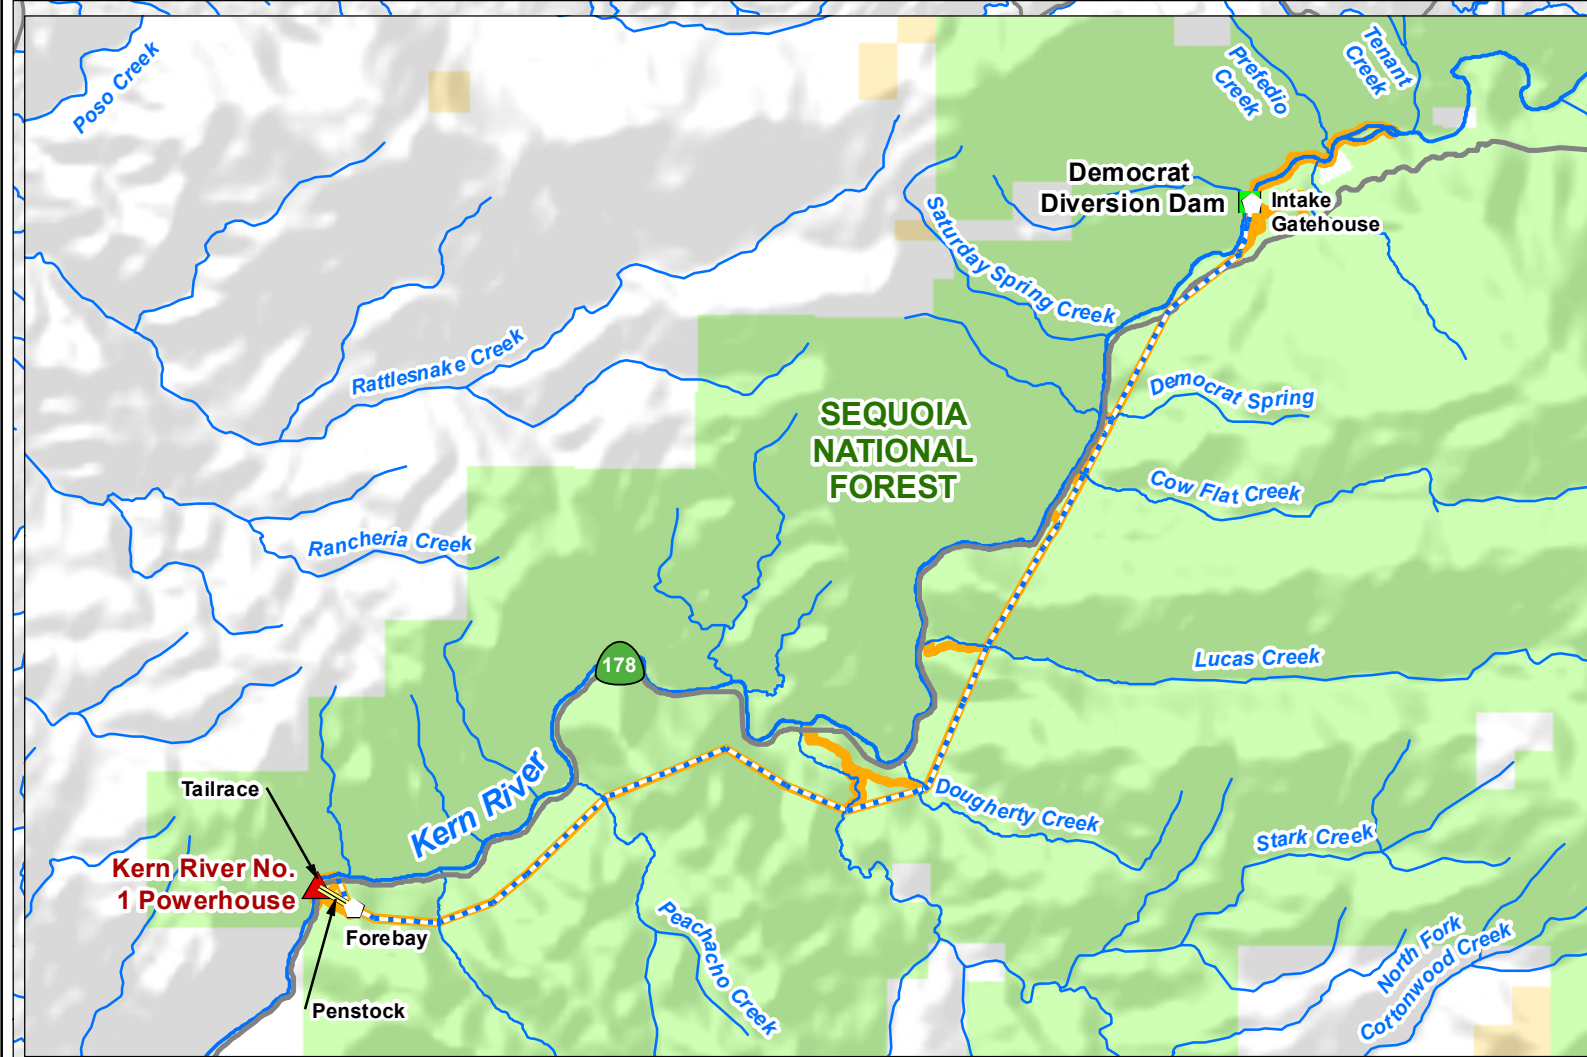 Poso Creek
Prefedio
Creek
Tenant
Creek
Democrat
Diversion Dam
Intake
Gatehouse
Saturday Spring Creek
Rattlesnake Creek
Democrat Spring
SEQUOIA
NATIONAL
FOREST
Cow Flat Creek
Rancheria Creek
Lucas Creek
178
Kern River
Tailrace
Dougherty Creek
Stark Creek
Kern River No.
1 Powerhouse
Forebay
Peachacho Creek
North Fork
Cottonwood Creek
Penstock